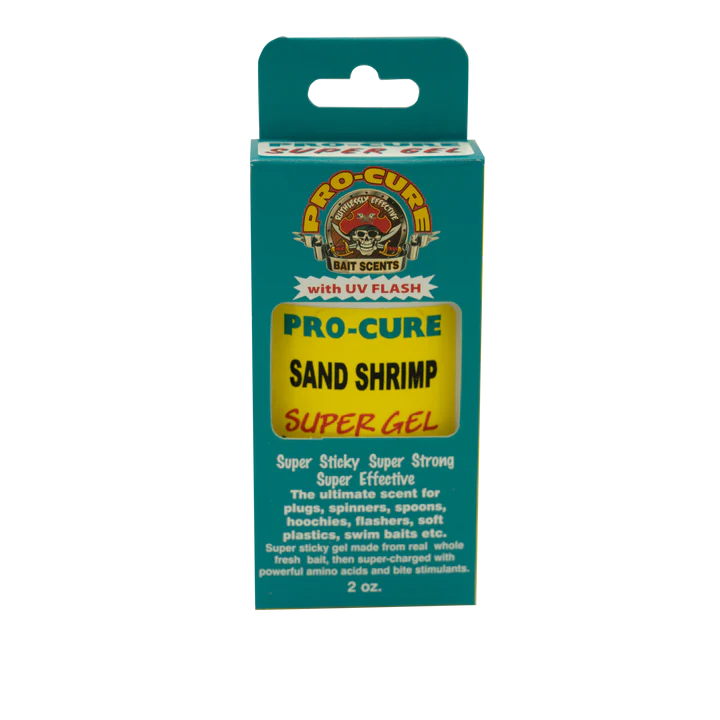 SUPER GEL
PRO-CURE
RUTHLESSLY EFFECTIVE
BAIT SCENTS
with UV FLASH
PRO-CURE
SAND SHRIMP
SUPER GEL
Super Sticky Super Strong
Super Effective
The ultimate scent for
plugs, spinners, spoons,
hoochies, flashers, soft
plastics, swim baits etc.
Super sticky gel made from real whole
fresh bait, then super-charged with
powerful amino acids and bite stimulants.
2 oz.